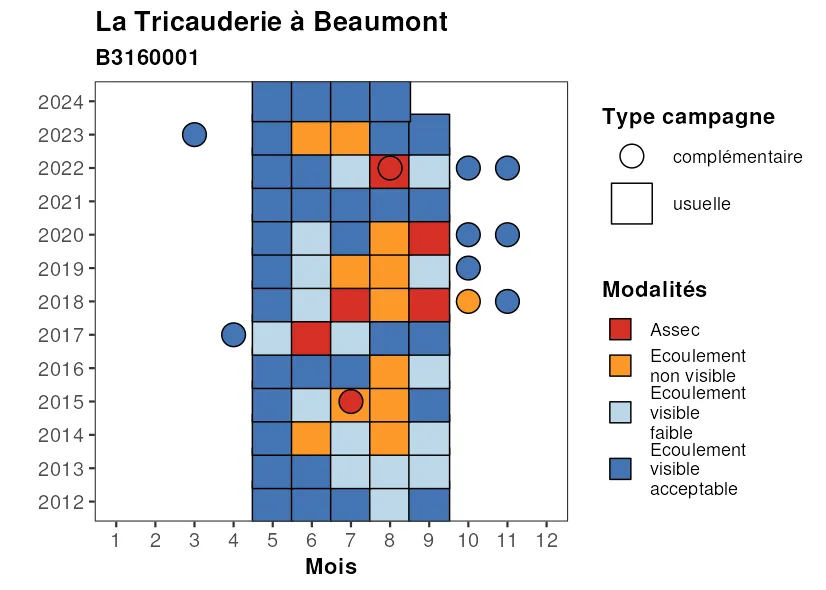 La Tricauderie à Beaumont
B3160001
2024
2023
2022
2021
2020
2019
2018
2017
2016
2015
2014
2013
2012
1 2 3 4 5 6 7 8 9 10 11 12
Mois
Type campagne
complémentaire
usuelle
Modalités
Assec
Ecoulement
non visible
Ecoulement
visible
faible
Ecoulement
visible
acceptable